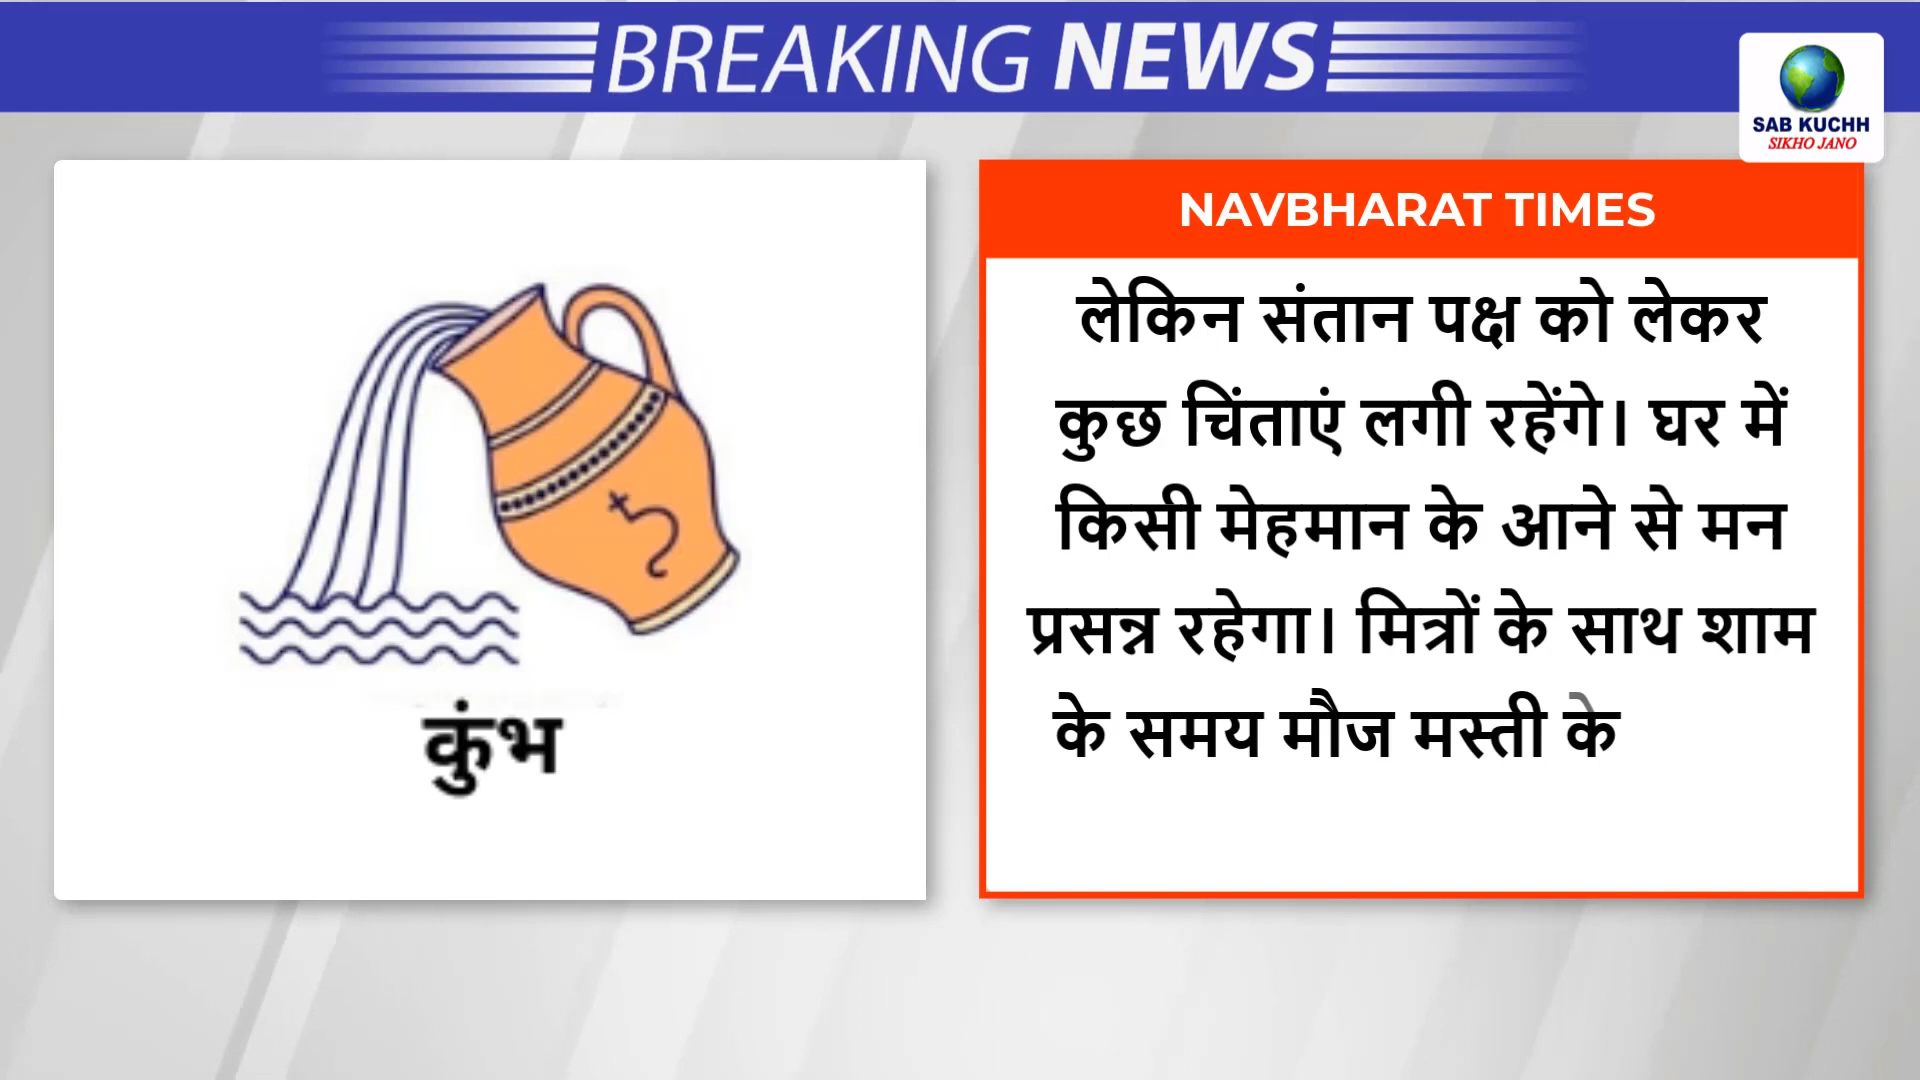 BREAKING NEWS
SAB KUCHH
SIKHO JANO
NAVBHARAT TIMES
लेकिन संतान पक्ष को लेकर
कुछ चिंताएं लगी रहेंगे। घर में
किसी मेहमान के आने से मन
प्रसन्न रहेगा। मित्रों के साथ शाम
के समय मौज मस्ती के
कुंभ